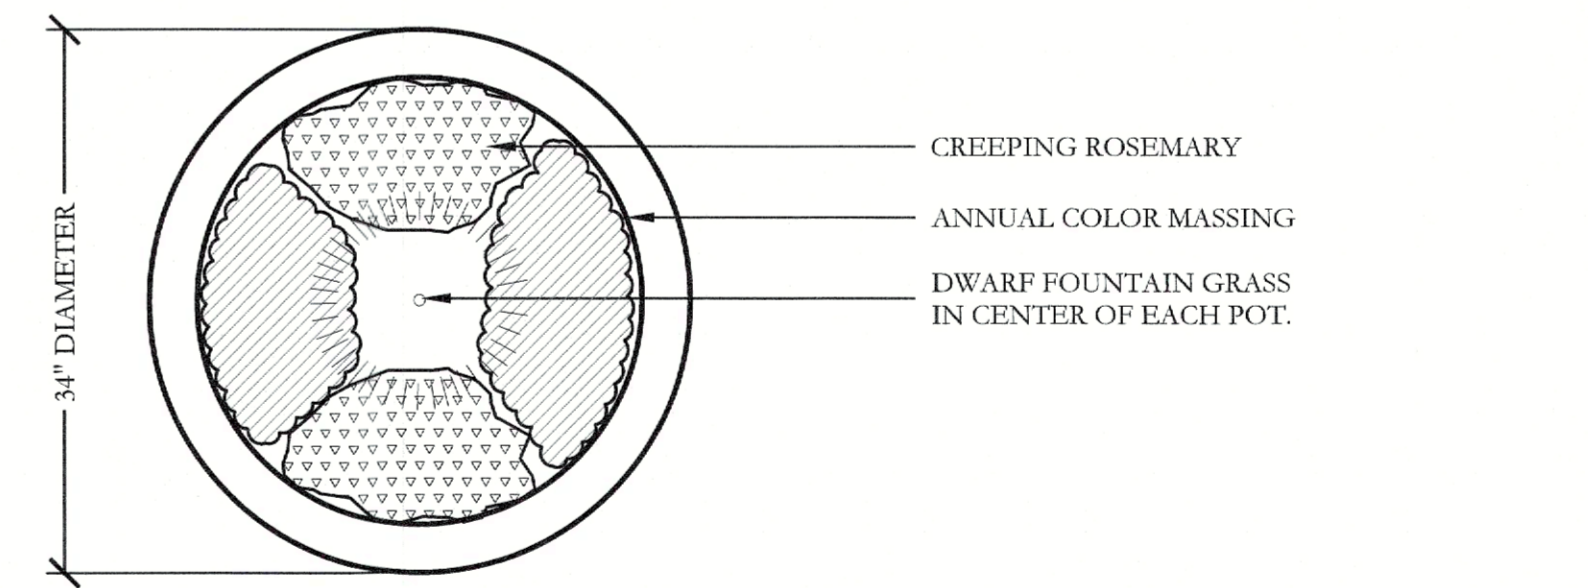 34" DIAMETER
CREEPING ROSEMARY
ANNUAL COLOR MASSING
DWARF FOUNTAIN GRASS
IN CENTER OF EACH POT.